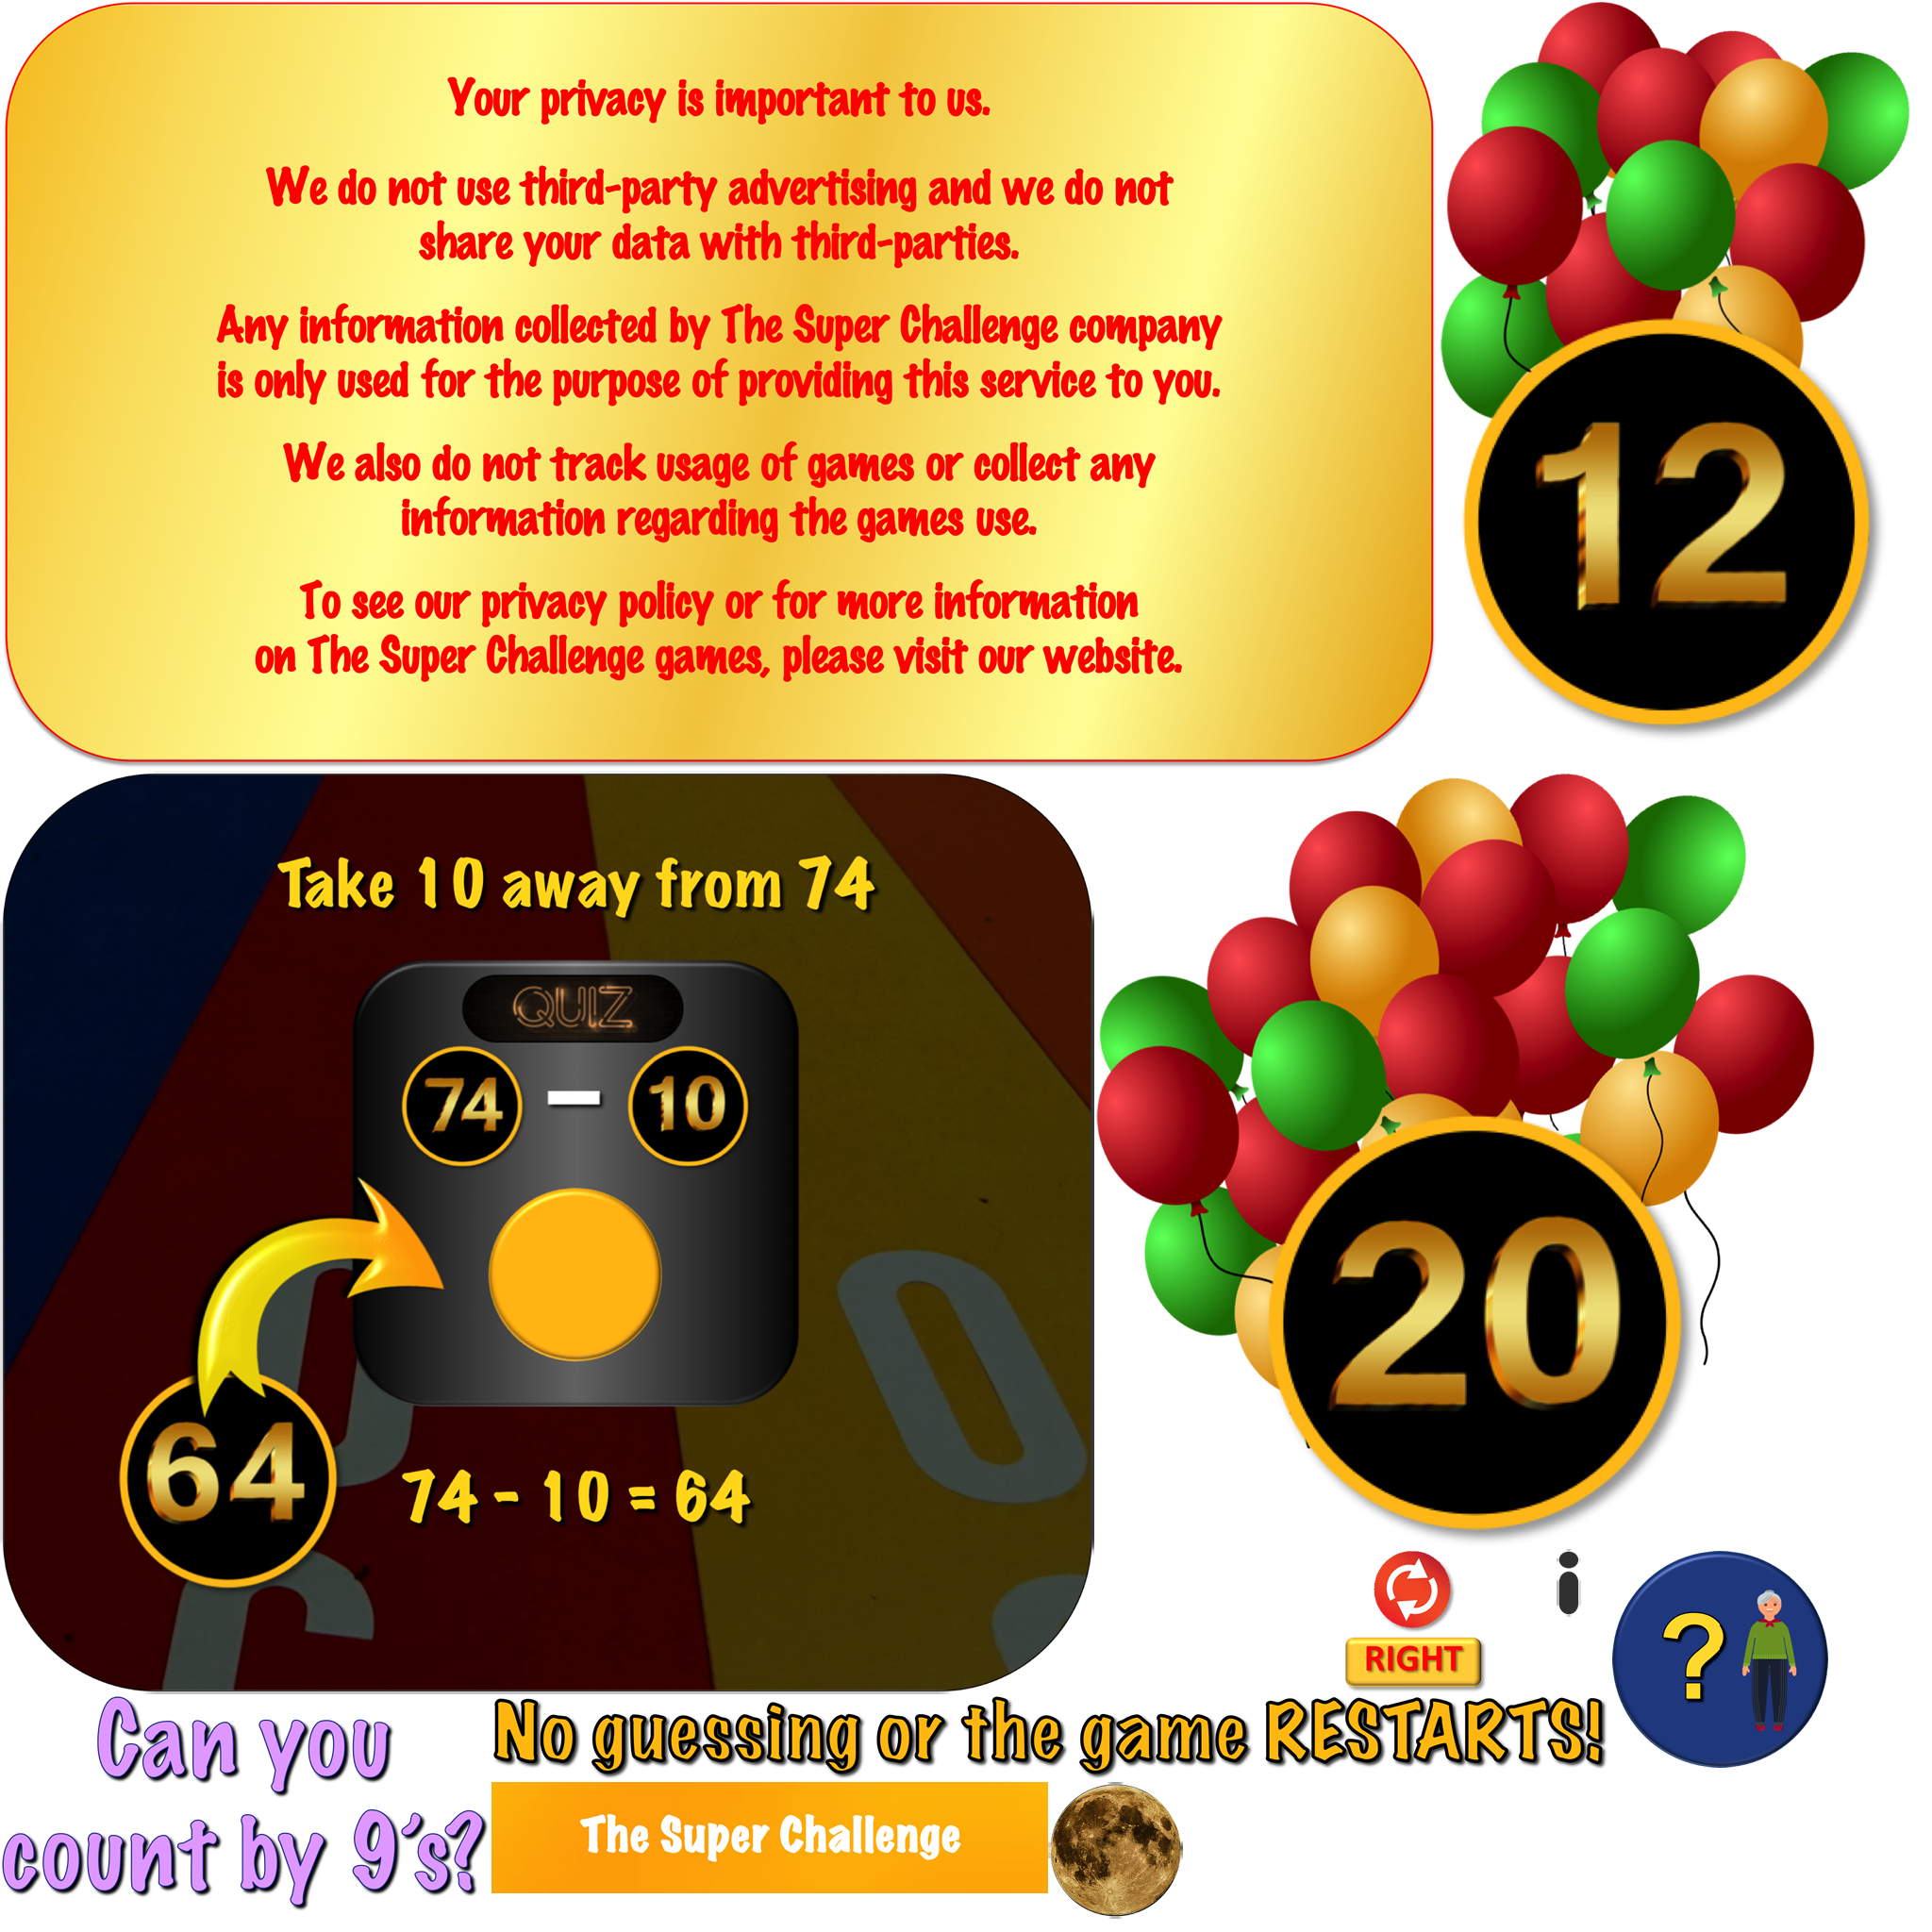 Your privacy is important to us.
We do not use third-party advertising and we do not
share your data with third-parties.
Any information collected by The Super Challenge company
is only used for the purpose of providing this service to you.
We also do not track usage of games or collect any
information regarding the games use.
To see our privacy policy or for more information
on The Super Challenge games, please visit our website.
12
Take 10 away from 74
QUIZ
74 - 10
64
74 - 10 = 64
20
i
?
RIGHT
Can you
count by 9's?
No guessing or the game RESTARTS!
The Super Challenge